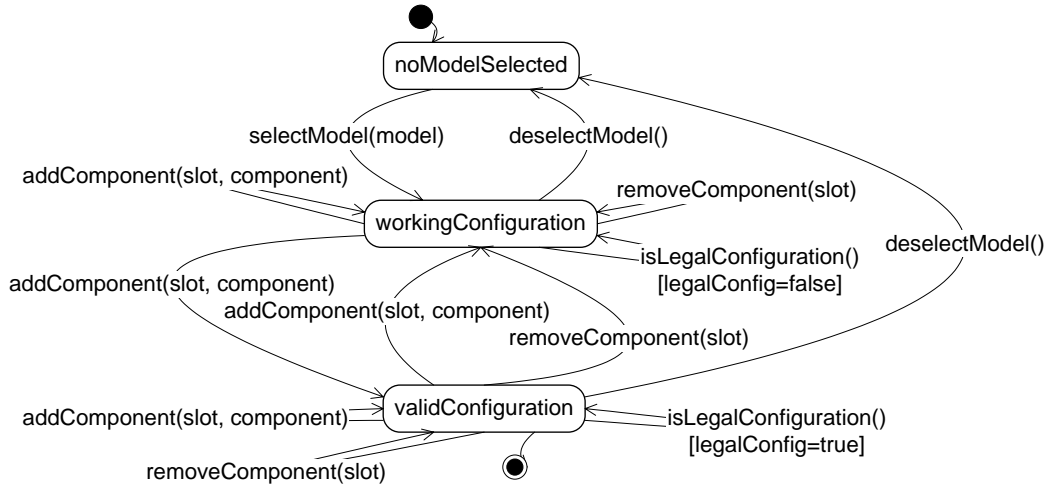 noModelSelected
selectModel(model)
deselectModel()
addComponent(slot, component)
removeComponent(slot)
workingConfiguration
deselectModel()
isLegalConfiguration()
[legalConfig=false]
addComponent(slot, component)
addComponent(slot, component)
removeComponent(slot)
validConfiguration
addComponent(slot, component)
isLegalConfiguration()
[legalConfig=true]
removeComponent(slot)